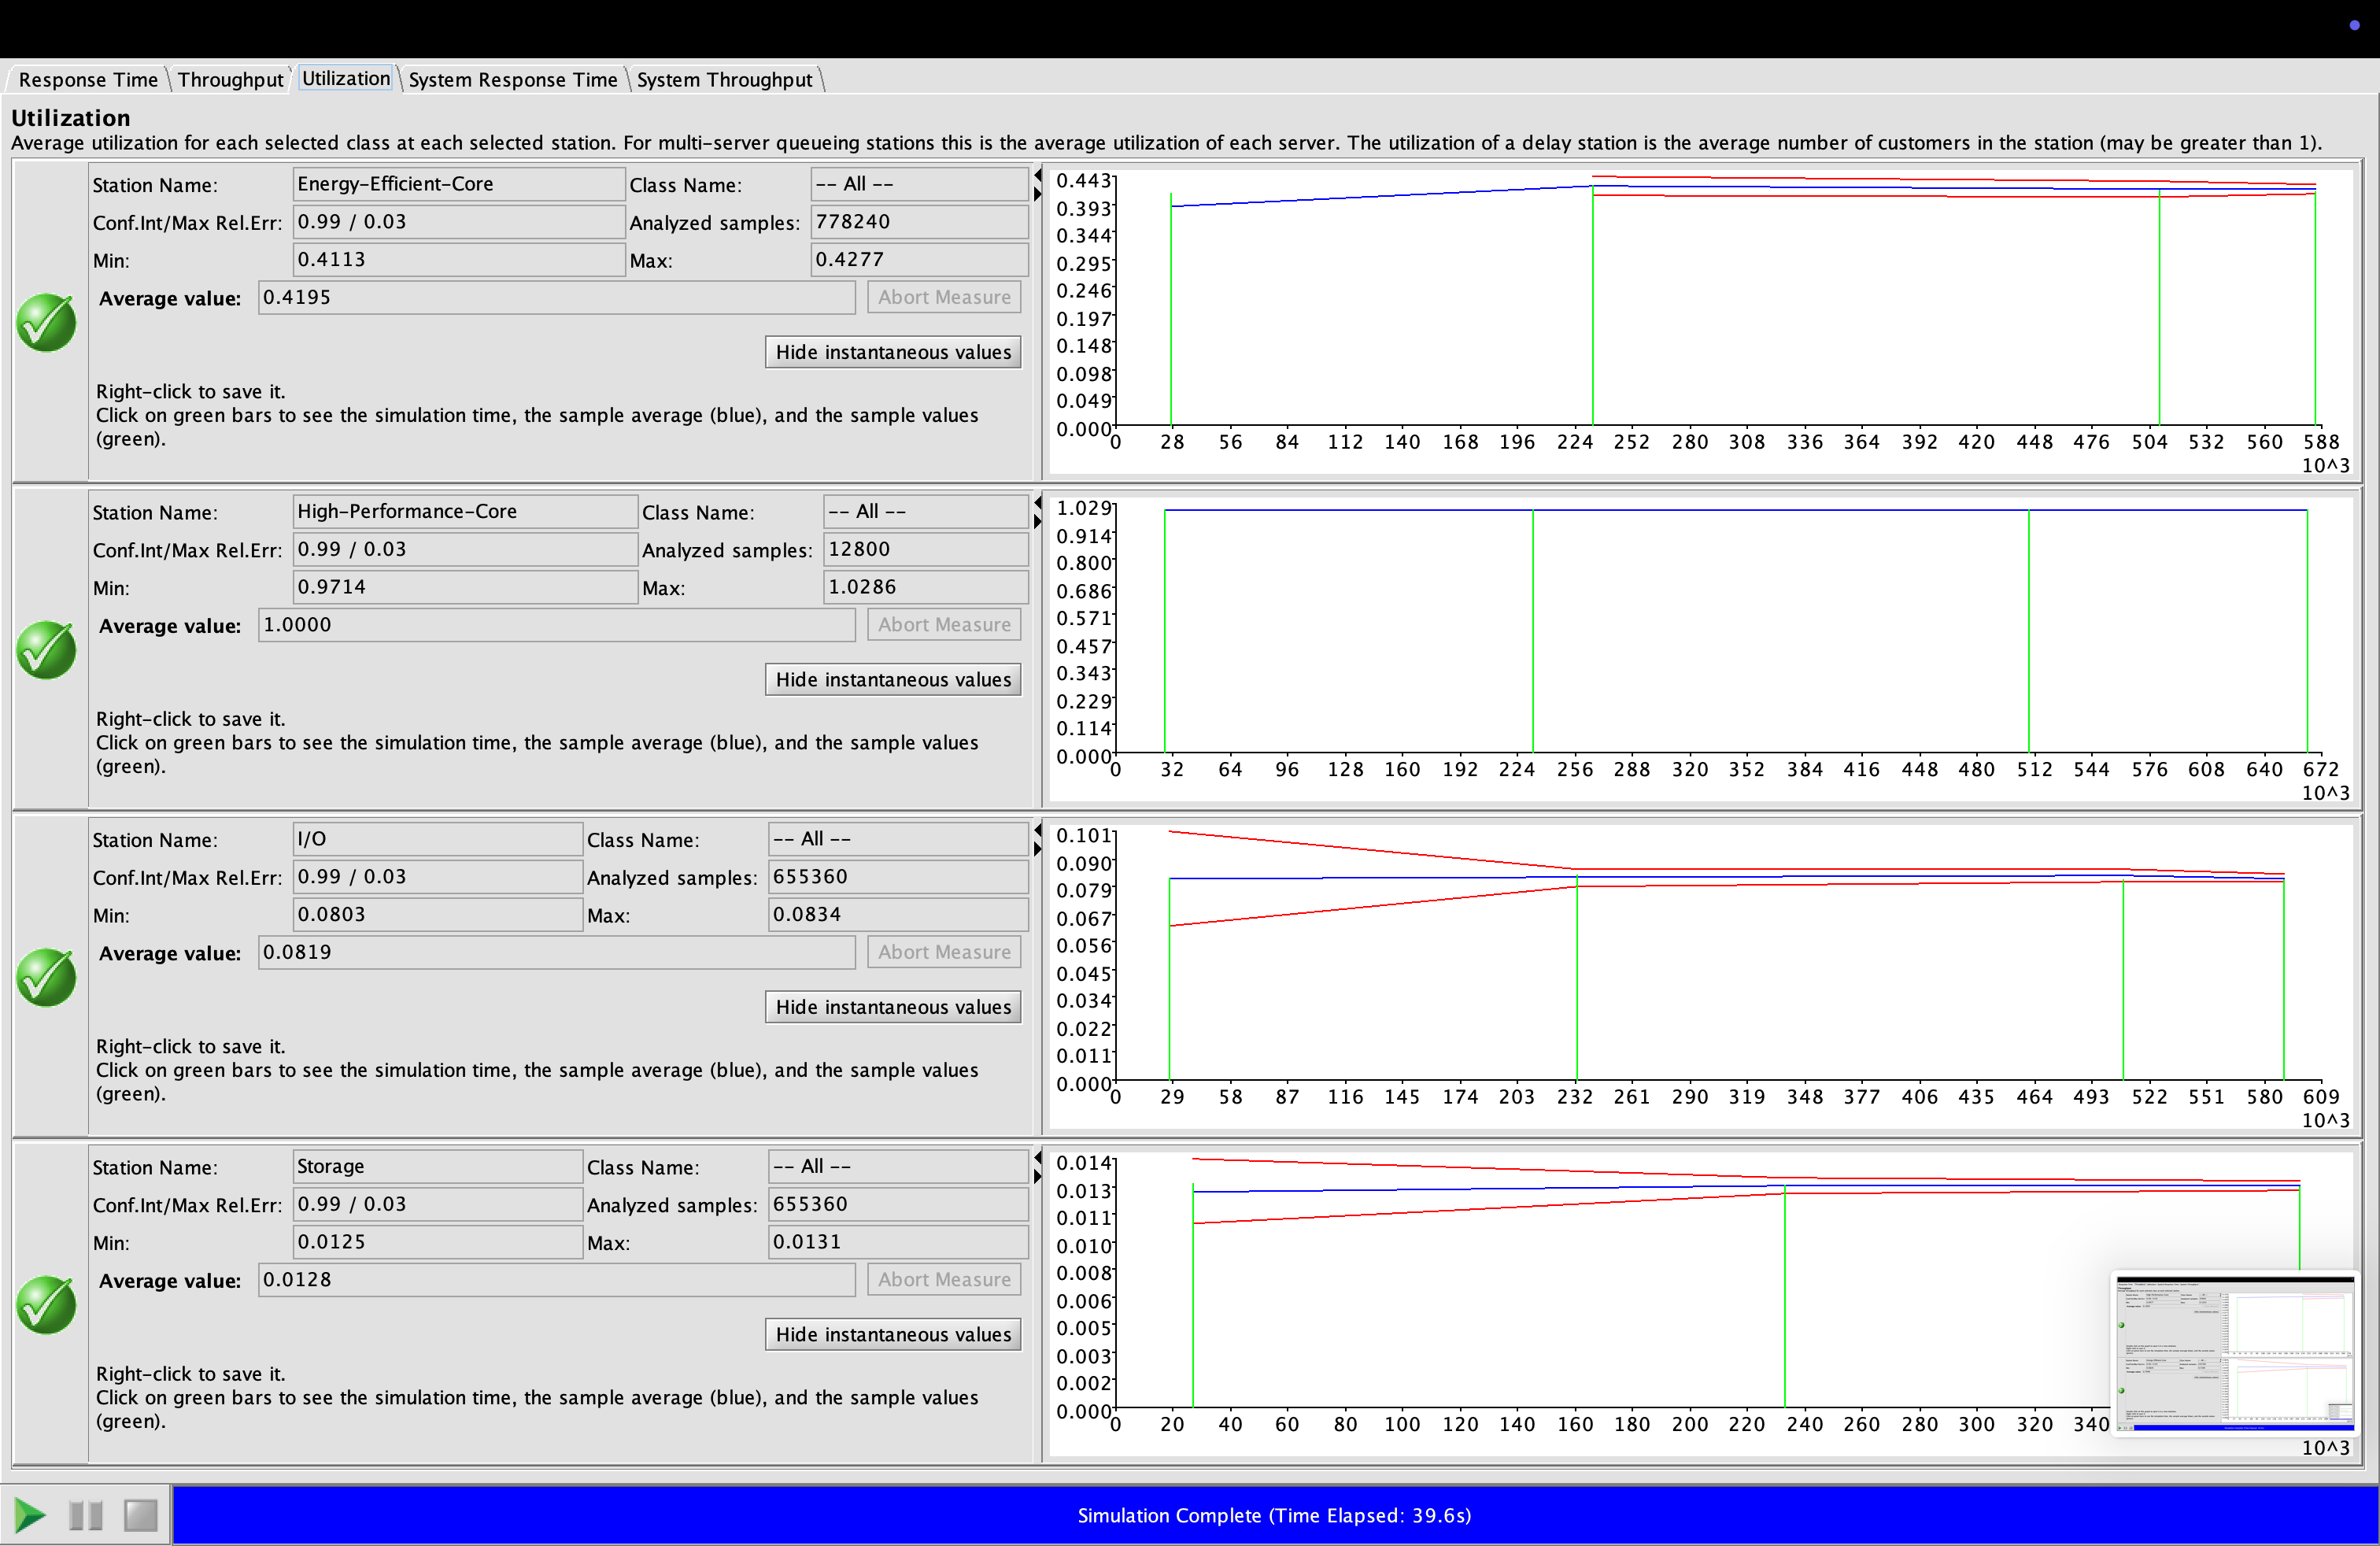 Response Time Throughput Utilization System Response Time System Throughput
Utilization
Average utilization for each selected class at each selected station. For multi-server queueing stations this is the average utilization of each server. The utilization of a delay station is the average number of customers in the station (may be greater than 1).
Station Name: Energy-Efficient-Core Class Name: -- All --
Conf.Int/Max Rel.Err: 0.99 / 0.03 Analyzed samples: 778240
Min: 0.4113 Max: 0.4277
Average value: 0.4195 Abort Measure
Hide instantaneous values
Right-click to save it.
Click on green bars to see the simulation time, the sample average (blue), and the sample values
(green).
0.443
0.393
0.344
0.295
0.246
0.197
0.148
0.098
0.049
0.000
0 28 56 84 112 140 168 196 224 252 280 308 336 364 392 420 448 476 504 532 560 588
10^3
Station Name: High-Performance-Core Class Name: -- All --
Conf.Int/Max Rel.Err: 0.99 / 0.03 Analyzed samples: 12800
Min: 0.9714 Max: 1.0286
Average value: 1.0000 Abort Measure
Hide instantaneous values
Right-click to save it.
Click on green bars to see the simulation time, the sample average (blue), and the sample values
(green).
1.029
0.914
0.800
0.686
0.571
0.457
0.343
0.229
0.114
0.000
0 32 64 96 128 160 192 224 256 288 320 352 384 416 448 480 512 544 576 608 640 672
10^3
Station Name: I/O Class Name: -- All --
Conf.Int/Max Rel.Err: 0.99 / 0.03 Analyzed samples: 655360
Min: 0.0803 Max: 0.0834
Average value: 0.0819 Abort Measure
Hide instantaneous values
Right-click to save it.
Click on green bars to see the simulation time, the sample average (blue), and the sample values
(green).
0.101
0.090
0.079
0.067
0.056
0.045
0.034
0.022
0.011
0.000
0 29 58 87 116 145 174 203 232 261 290 319 348 377 406 435 464 493 522 551 580 609
10^3
Station Name: Storage Class Name: -- All --
Conf.Int/Max Rel.Err: 0.99 / 0.03 Analyzed samples: 655360
Min: 0.0125 Max: 0.0131
Average value: 0.0128 Abort Measure
Hide instantaneous values
Right-click to save it.
Click on green bars to see the simulation time, the sample average (blue), and the sample values
(green).
0.014
0.013
0.011
0.010
0.008
0.006
0.005
0.003
0.002
0.000
0 20 40 60 80 100 120 140 160 180 200 220 240 260 280 300 320 340
10^3
Simulation Complete (Time Elapsed: 39.6s)